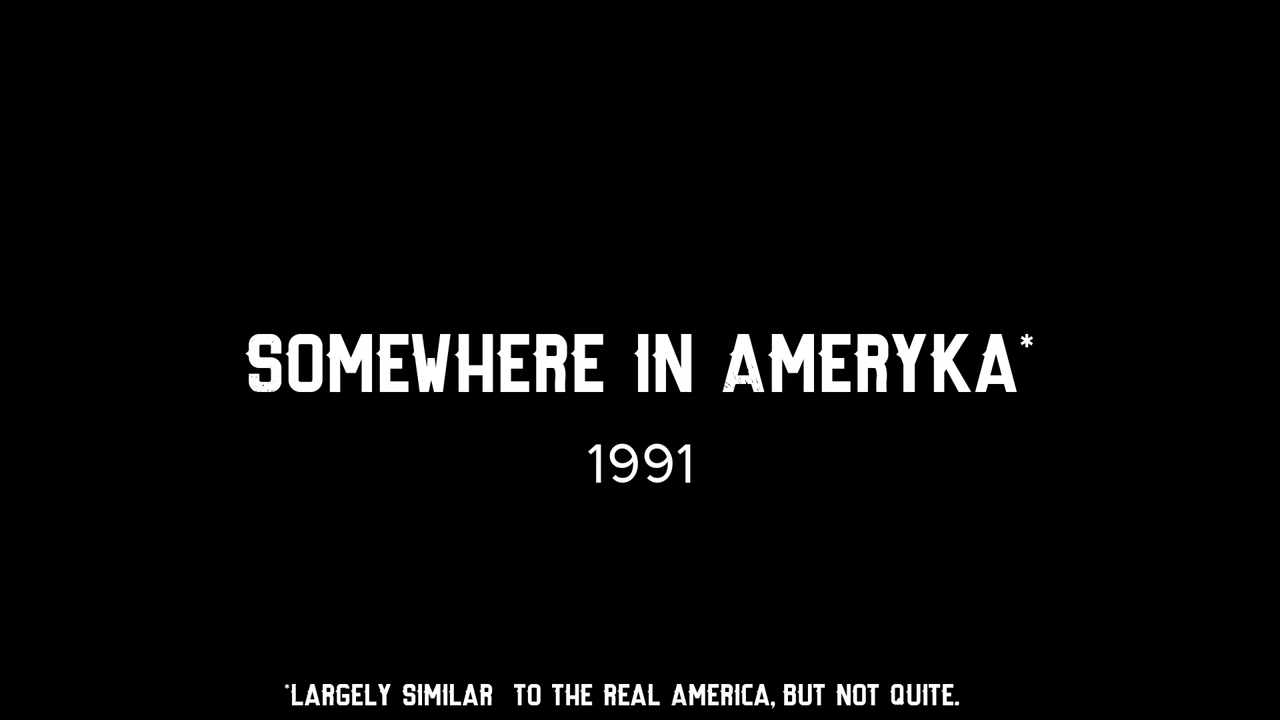 SOMEWHERE IN AMERYKA*
1991
*LARGELY SIMILAR TO THE REAL AMERICA, BUT NOT QUITE.